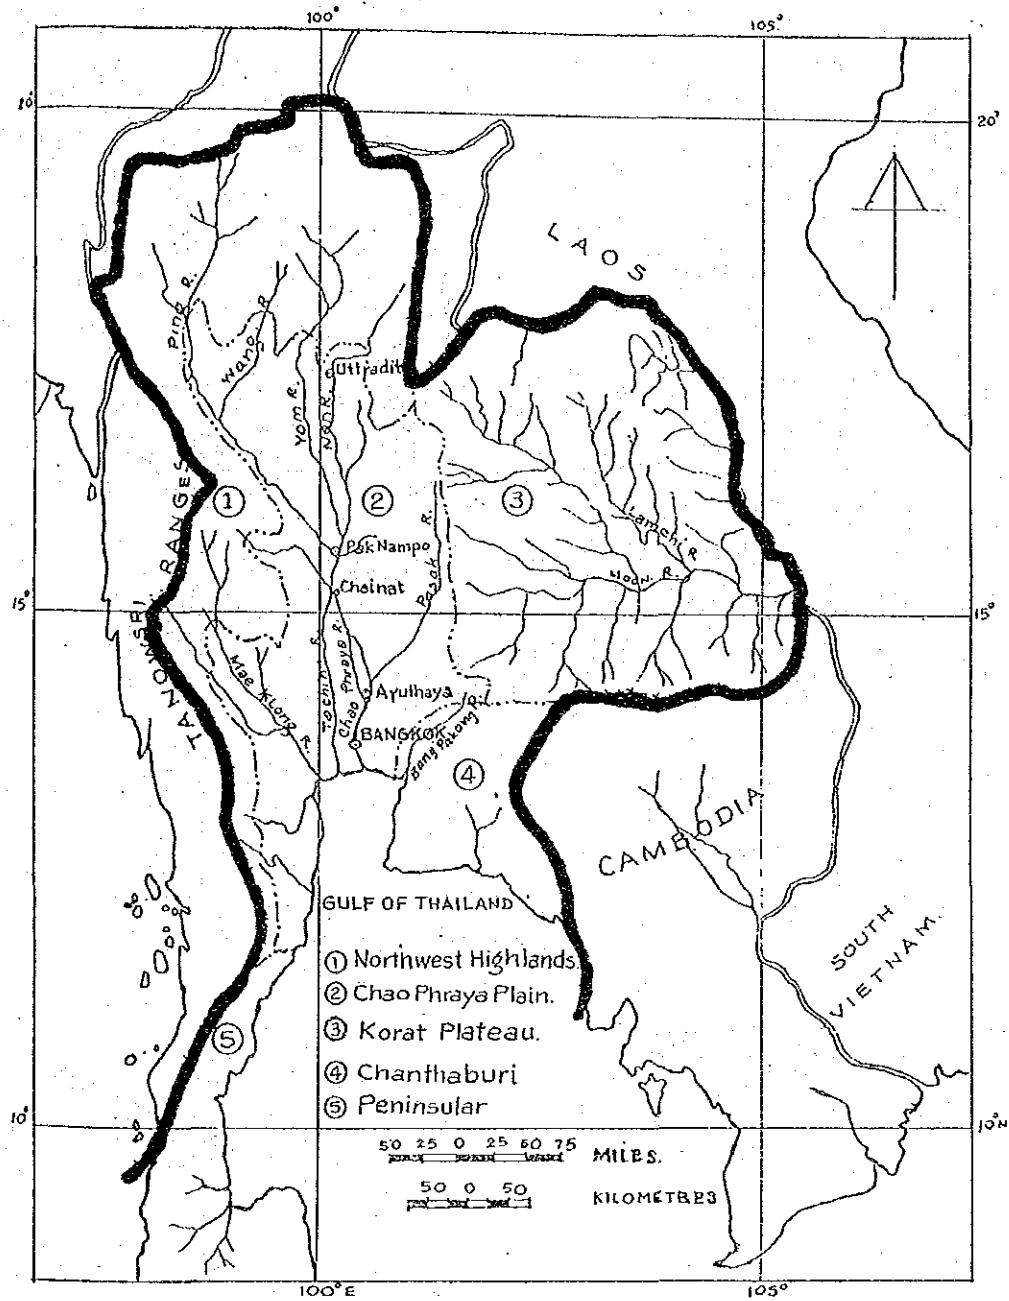 100°
105°
20°
LAOS
Ping R.
Wang R
Uttradit
Yom R.
Nan R.
TANOWSRI RANGES
1
2
3
Lamchi R
Pak Nampo
Moon. R.
Chainat
Pasak R.
15°
15°
Mae Klong R
Tachin R.
Chao Phraya R.
Ayuthaya
BANGKOK
Bang Pakong R.
4
CAMBODIA
SOUTH
VIETNAM.
GULF OF THAILAND
① Northwest Highlands.
② Chao Phraya Plain.
③ Korat Plateau.
④ Chanthaburi
⑤ Peninsular
5
10°
10°N
50 25 0 25 50 75 MILES.
50 0 50 KILOMETRES
100°E
105°